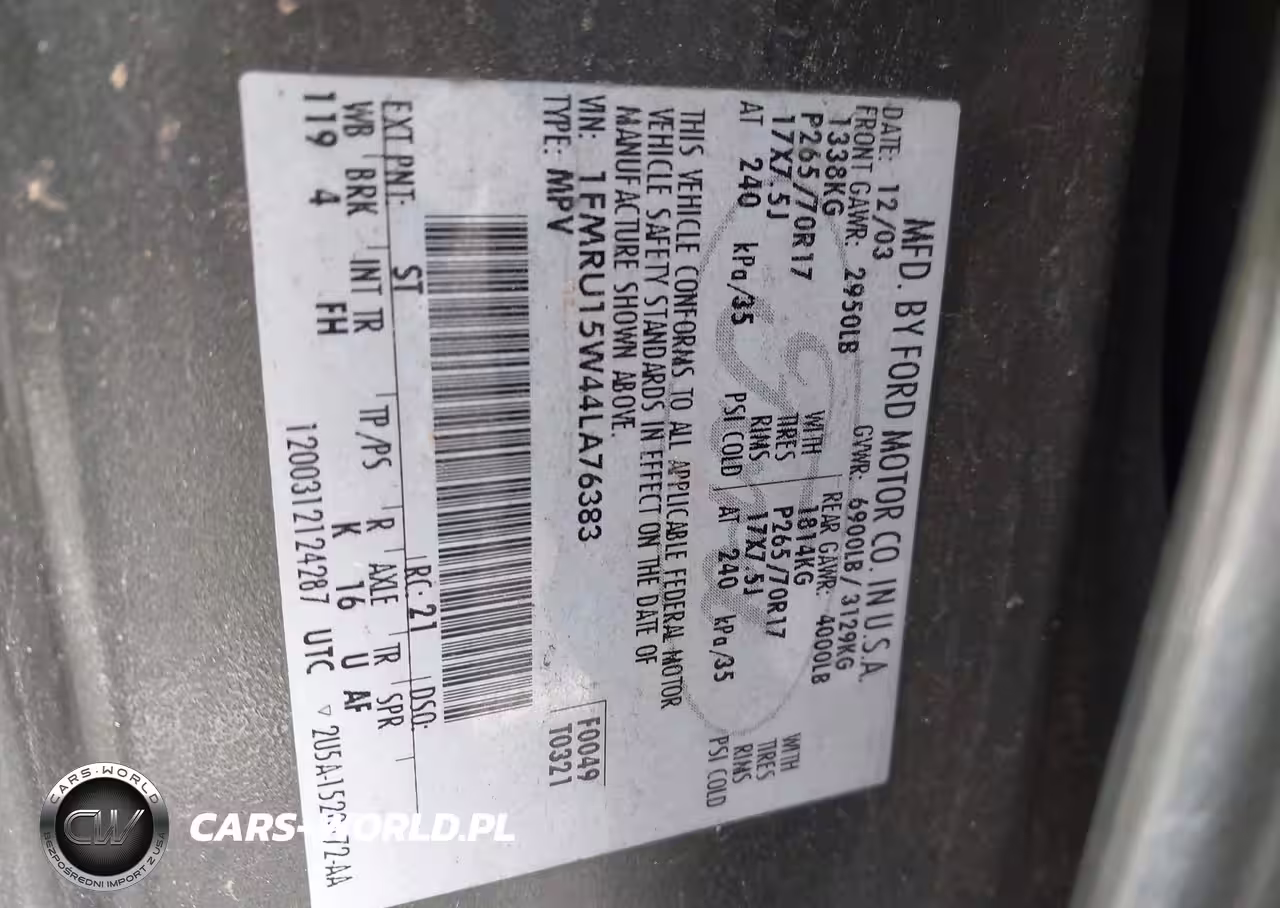 MFD. BY FORD MOTOR CO. IN U.S.A.
DATE: 12/03 GVWR: 6900LB / 3129KG
FRONT GAWR: 2950LB REAR GAWR: 4000LB
1338KG WITH 1814KG WITH
P265/70R17 TIRES P265/70R17 TIRES
17X7.5J RIMS 17X7.5J RIMS
AT 240 kPa/35 PSI COLD AT 240 kPa/35 PSI COLD
THIS VEHICLE CONFORMS TO ALL APPLICABLE FEDERAL MOTOR
VEHICLE SAFETY STANDARDS IN EFFECT ON THE DATE OF
MANUFACTURE SHOWN ABOVE.
VIN: 1FMRU15W44LA76383 F0049
TYPE: MPV T0321
EXT PNT: ST RC: 21 DSO:
WB BRK INT TR TP/PS R AXLE TR SPR
119 4 FH K 16 U AF
1200312124287 UTC ▽ 2U5A-1520 72-AA
CARS-WORLD
CW
BEZPOŚREDNI IMPORT Z USA
CARS-WORLD.PL